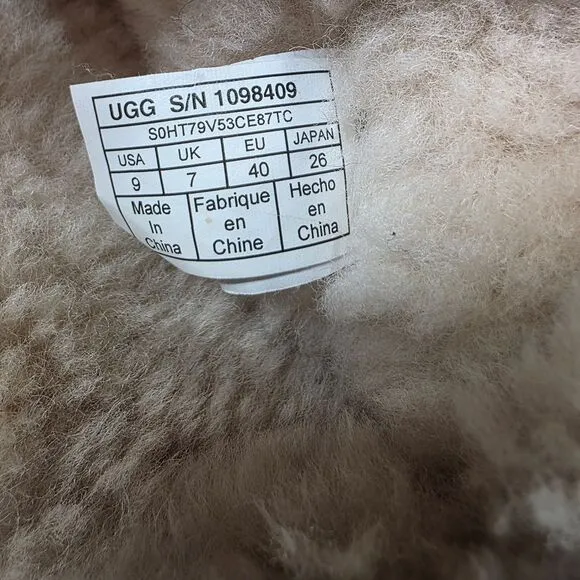 UGG S/N 1098409
S0HT79V53CE87TC
USA UK EU JAPAN
9 7 40 26
Made Fabrique Hecho
In en en
China Chine China